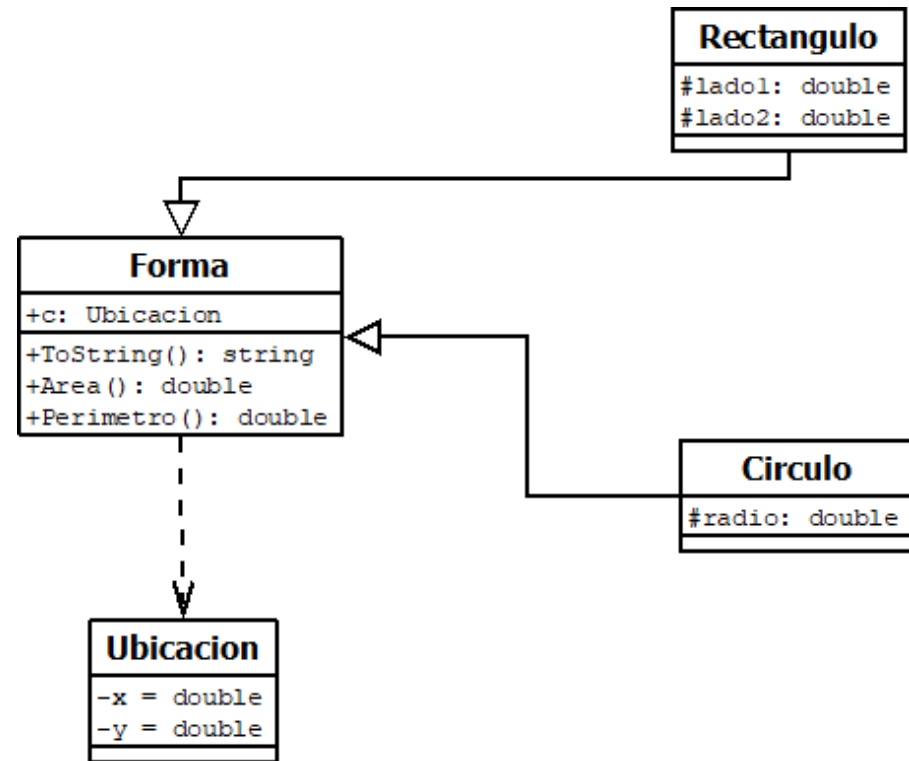 Rectangulo
#lado1: double
#lado2: double
Forma
+c: Ubicacion
+ToString(): string
+Area(): double
+Perimetro(): double
Circulo
#radio: double
Ubicacion
-x = double
-y = double